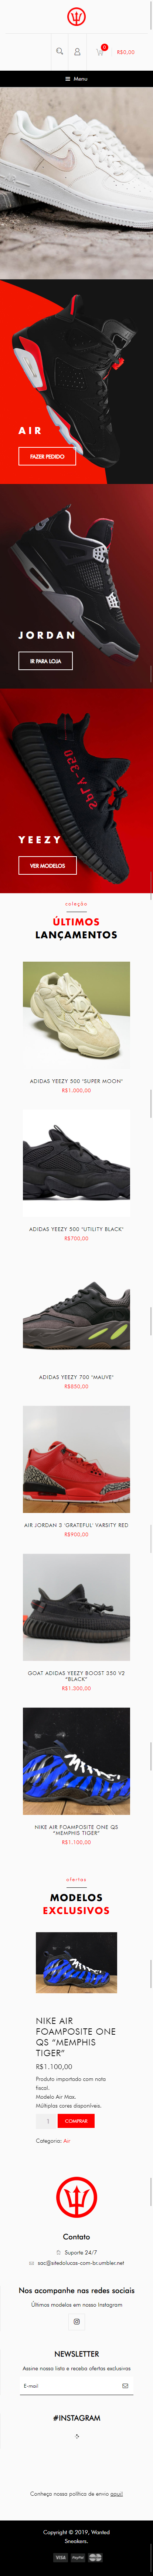 0
R$0,00
Menu
AIR
FAZER PEDIDO
JORDAN
IR PARA LOJA
SPLY-350
YEEZY
VER MODELOS
coleção
ÚLTIMOS
LANÇAMENTOS
ADIDAS YEEZY 500 "SUPER MOON"
R$1.000,00
ADIDAS YEEZY 500 "UTILITY BLACK"
R$700,00
ADIDAS YEEZY 700 "MAUVE"
R$850,00
AIR JORDAN 3 'GRATEFUL' VARSITY RED
R$900,00
GOAT ADIDAS YEEZY BOOST 350 V2
"BLACK"
R$1.300,00
NIKE AIR FOAMPOSITE ONE QS
"MEMPHIS TIGER"
R$1.100,00
ofertas
MODELOS
EXCLUSIVOS
NIKE AIR
FOAMPOSITE ONE
QS "MEMPHIS
TIGER"
R$1.100,00
Produto importado com nota
fiscal.
Modelo Air Max.
Múltiplas cores disponíveis.
1
COMPRAR
Categoria: Air
Contato
Suporte 24/7
sac@sitedolucas-com-br.umbler.net
Nos acompanhe nas redes sociais
Últimos modelos em nosso Instagram
NEWSLETTER
Assine nossa lista e receba ofertas exclusivas
E-mail
#INSTAGRAM
Conheça nossa política de envio aqui!
Copyright © 2019, Wanted
Sneakers.
VISA PayPal MasterCard